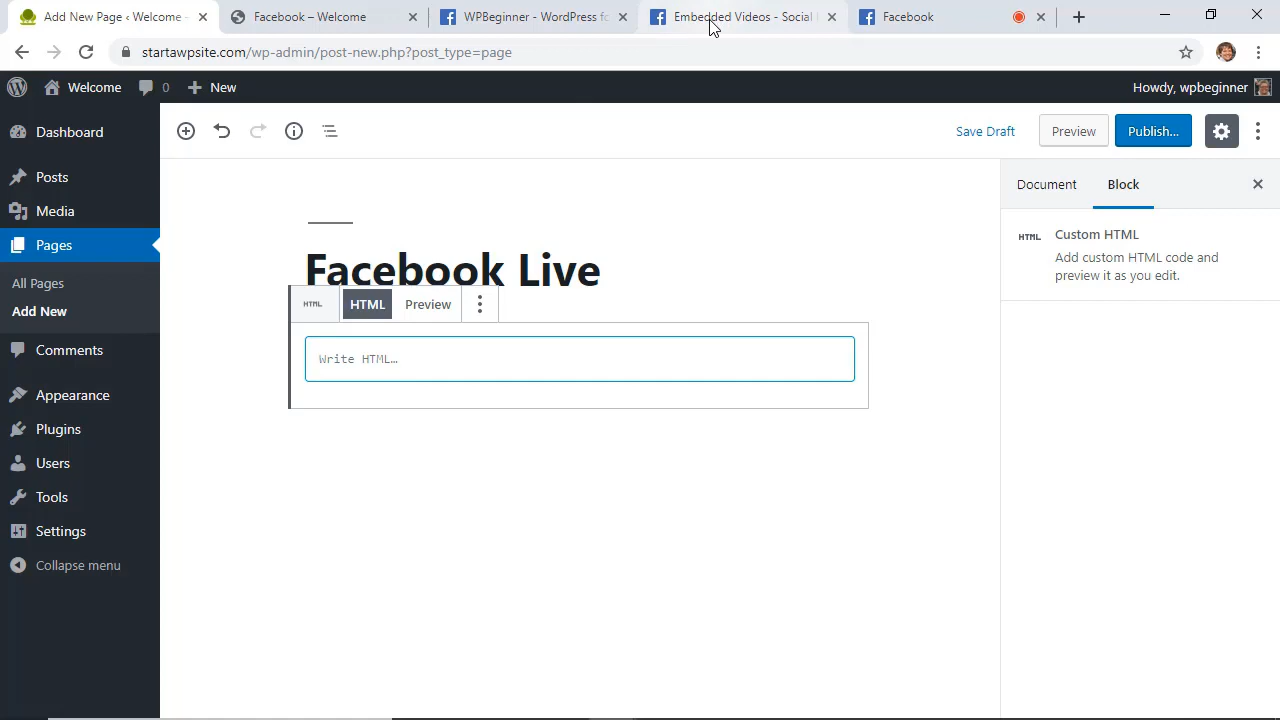 Add New Page ‹ Welcome -
Facebook – Welcome
WPBeginner - WordPress fo
Embedded Videos - Social
Facebook
startawpsite.com/wp-admin/post-new.php?post_type=page
Welcome
0
New
Howdy, wpbeginner
Dashboard
Posts
Media
Pages
All Pages
Add New
Comments
Appearance
Plugins
Users
Tools
Settings
Collapse menu
Save Draft
Preview
Publish...
Facebook Live
HTML
HTML
Preview
Write HTML…
Document
Block
HTML
Custom HTML
Add custom HTML code and
preview it as you edit.